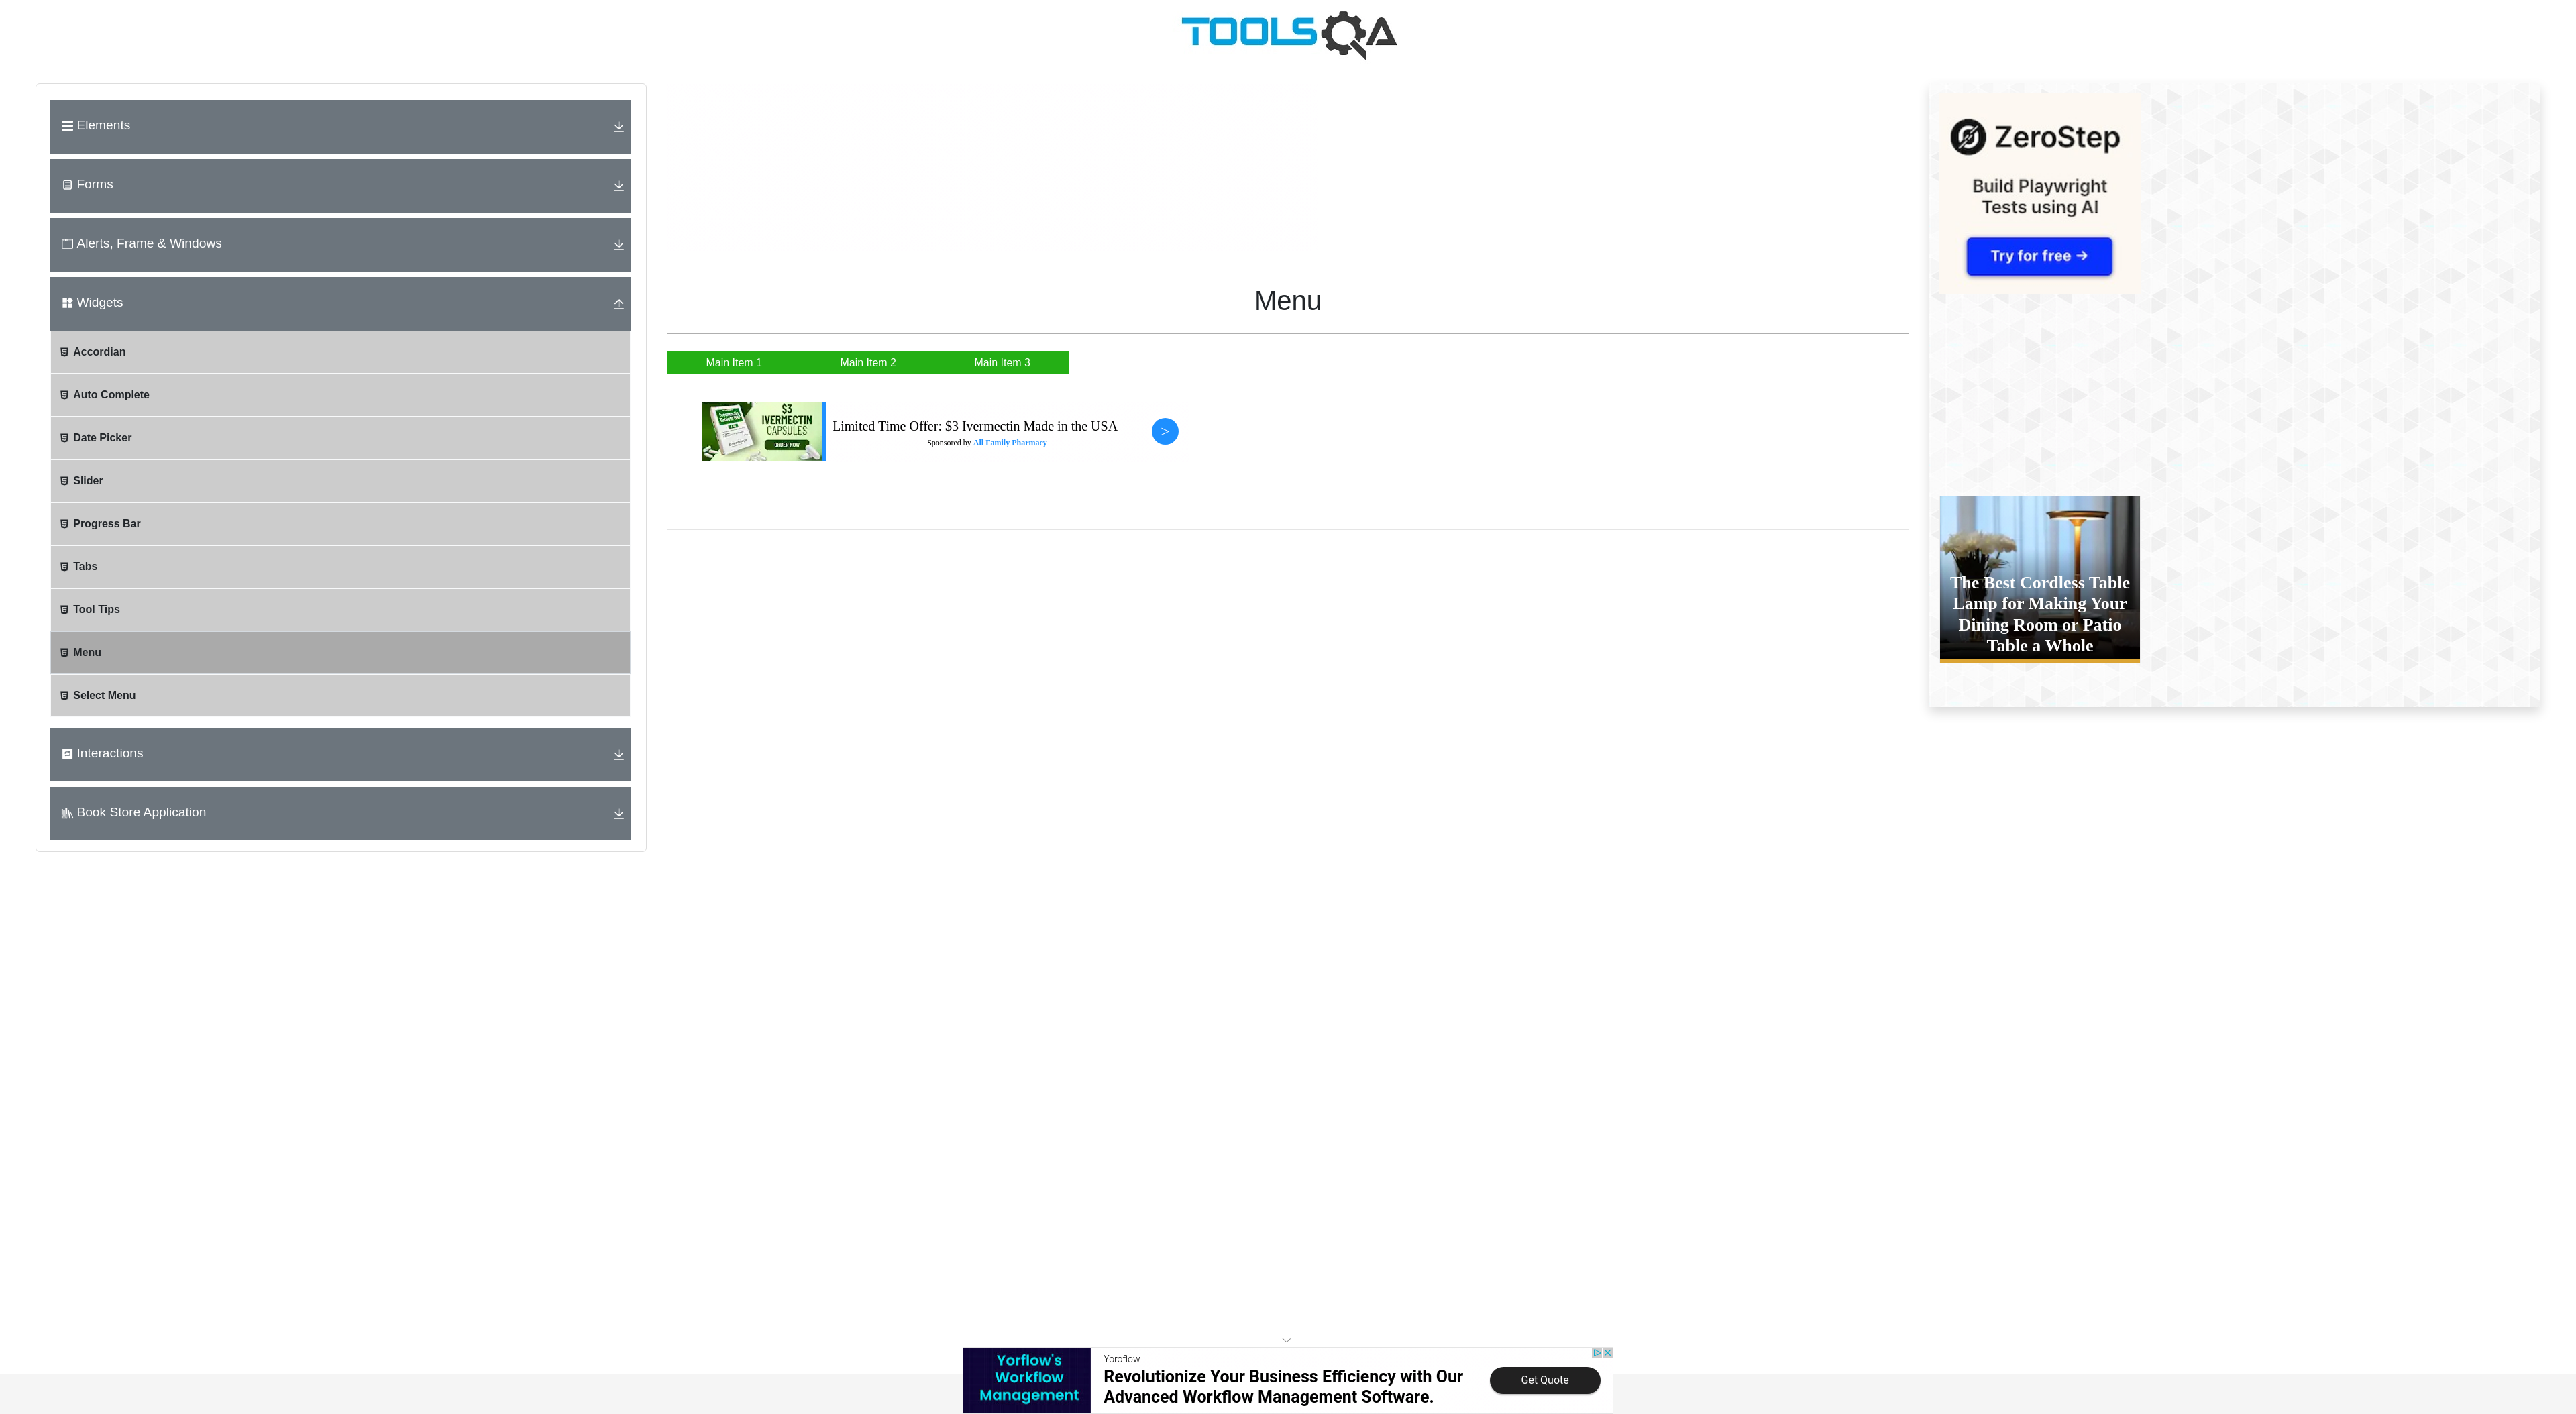 TOOLSQA
Elements
Forms
Alerts, Frame & Windows
Widgets
Accordian
Auto Complete
Date Picker
Slider
Progress Bar
Tabs
Tool Tips
Menu
Select Menu
Interactions
Book Store Application
Menu
Main Item 1
Main Item 2
Main Item 3
$3
IVERMECTIN
CAPSULES
ORDER NOW
Limited Time Offer: $3 Ivermectin Made in the USA
Sponsored by All Family Pharmacy
>
ZeroStep
Build Playwright
Tests using AI
Try for free →
The Best Cordless Table
Lamp for Making Your
Dining Room or Patio
Table a Whole
Yorflow's
Workflow
Management
Yoroflow
Revolutionize Your Business Efficiency with Our
Advanced Workflow Management Software.
Get Quote